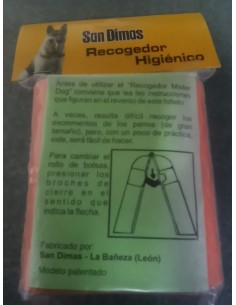 San Dimas
Recogedor
Higiénico
Antes de utilizar el "Recogedor Mister
Dog" conviene que lea las instrucciones
que figuran en el reverso de este folleto.
A veces, resulta difícil recoger los
excrementos de los perros (de gran
tamaño), pero, con un poco de práctica,
este, será fácil de hacer.
Para cambiar el
rollo de bolsas,
presionar los
broches de
cierre en el
sentido que
indica la flecha.
Fabricado por:
San Dimas - La Bañeza (León)
Modelo patentado